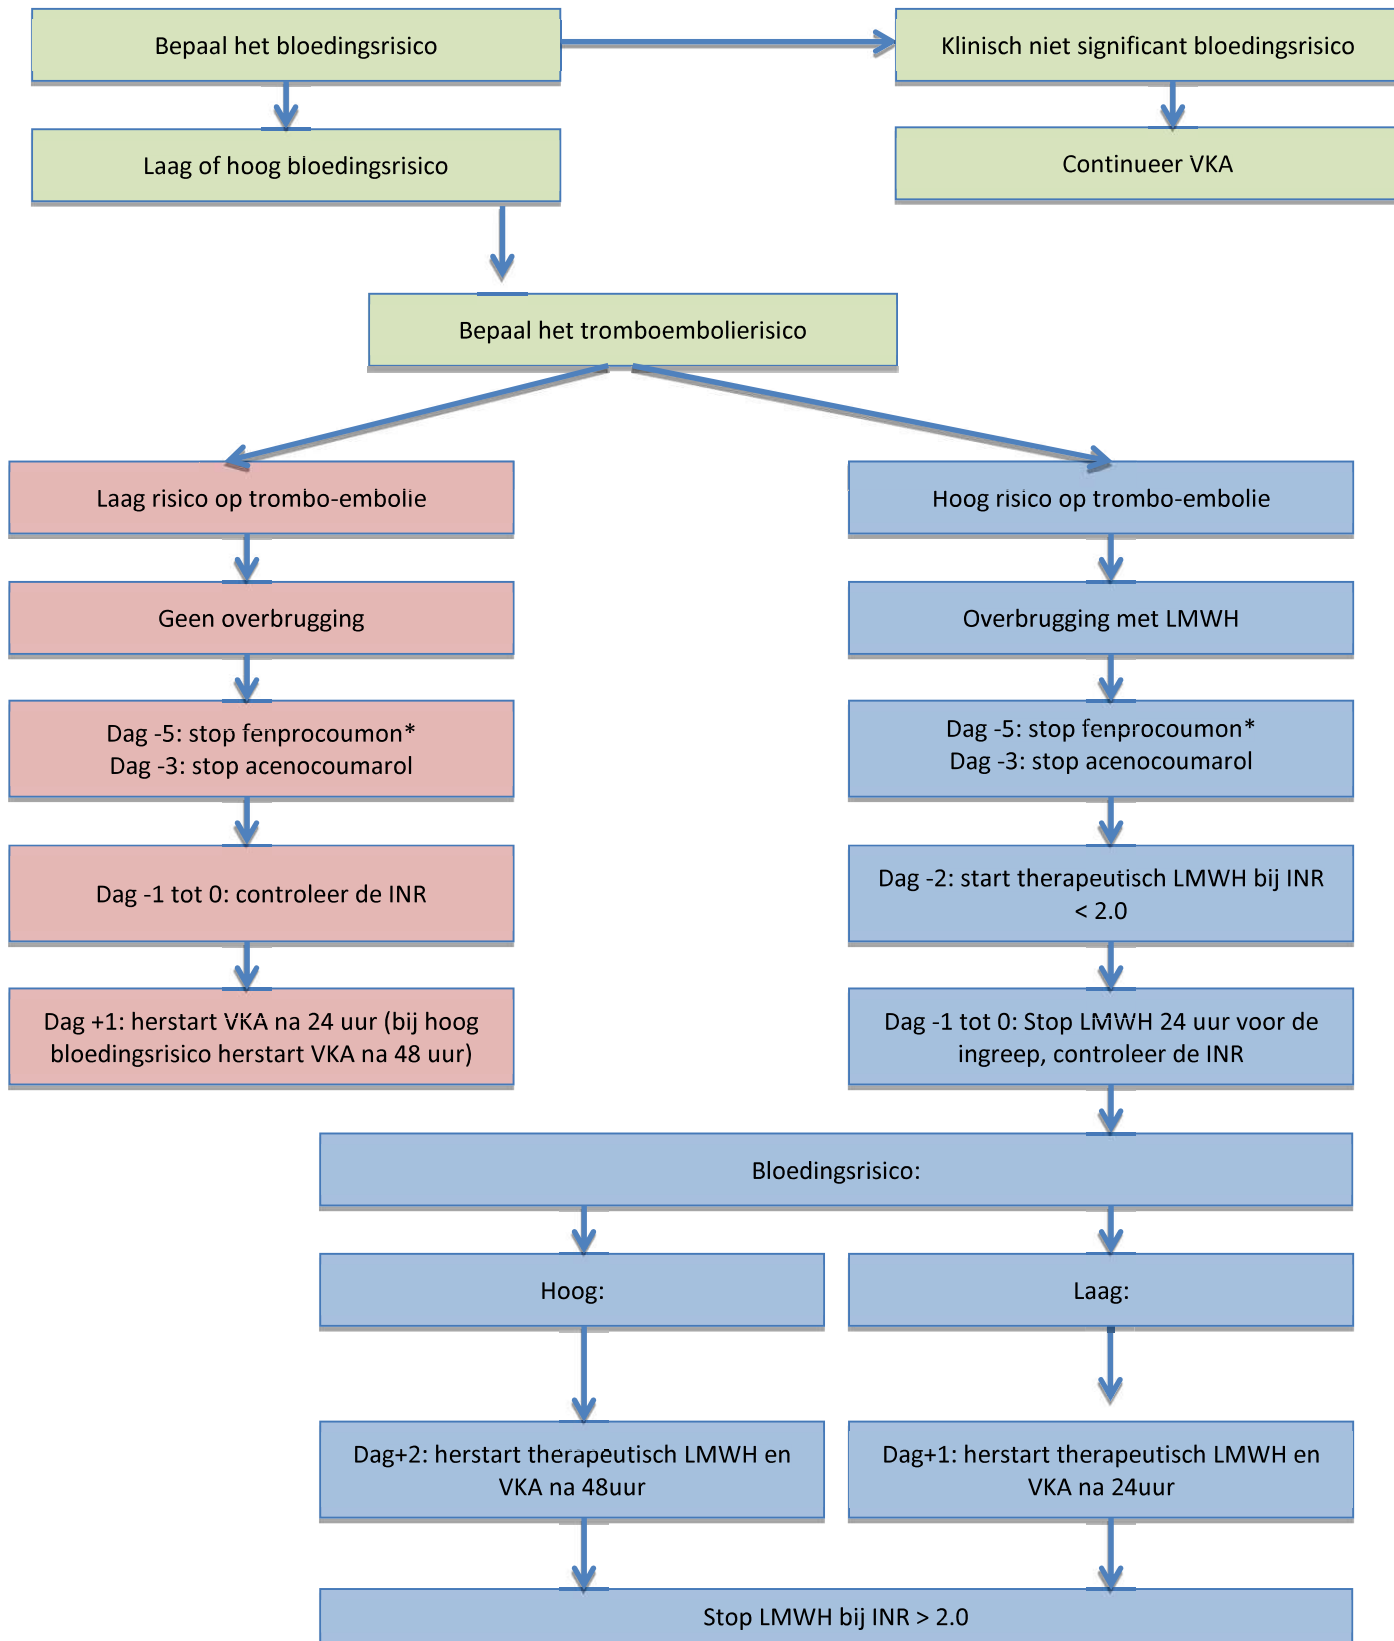 Bepaal het bloedingsrisico
Klinisch niet significant bloedingsrisico
Laag of hoog bloedingsrisico
Continueer VKA
Bepaal het tromboembolierisico
Laag risico op trombo-embolie
Hoog risico op trombo-embolie
Geen overbrugging
Overbrugging met LMWH
Dag -5: stop fenprocoumon*
Dag -3: stop acenocoumarol
Dag -5: stop fenprocoumon*
Dag -3: stop acenocoumarol
Dag -1 tot 0: controleer de INR
Dag -2: start therapeutisch LMWH bij INR
< 2.0
Dag +1: herstart VKA na 24 uur (bij hoog
bloedingsrisico herstart VKA na 48 uur)
Dag -1 tot 0: Stop LMWH 24 uur voor de
ingreep, controleer de INR
Bloedingsrisico:
Hoog:
Laag:
Dag+2: herstart therapeutisch LMWH en
VKA na 48uur
Dag+1: herstart therapeutisch LMWH en
VKA na 24uur
Stop LMWH bij INR > 2.0